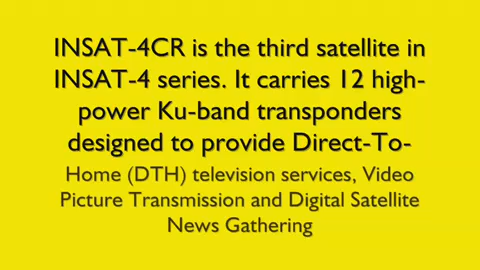 INSAT-4CR is the third satellite in
INSAT-4 series. It carries 12 high-
power Ku-band transponders
designed to provide Direct-To-
Home (DTH) television services, Video
Picture Transmission and Digital Satellite
News Gathering